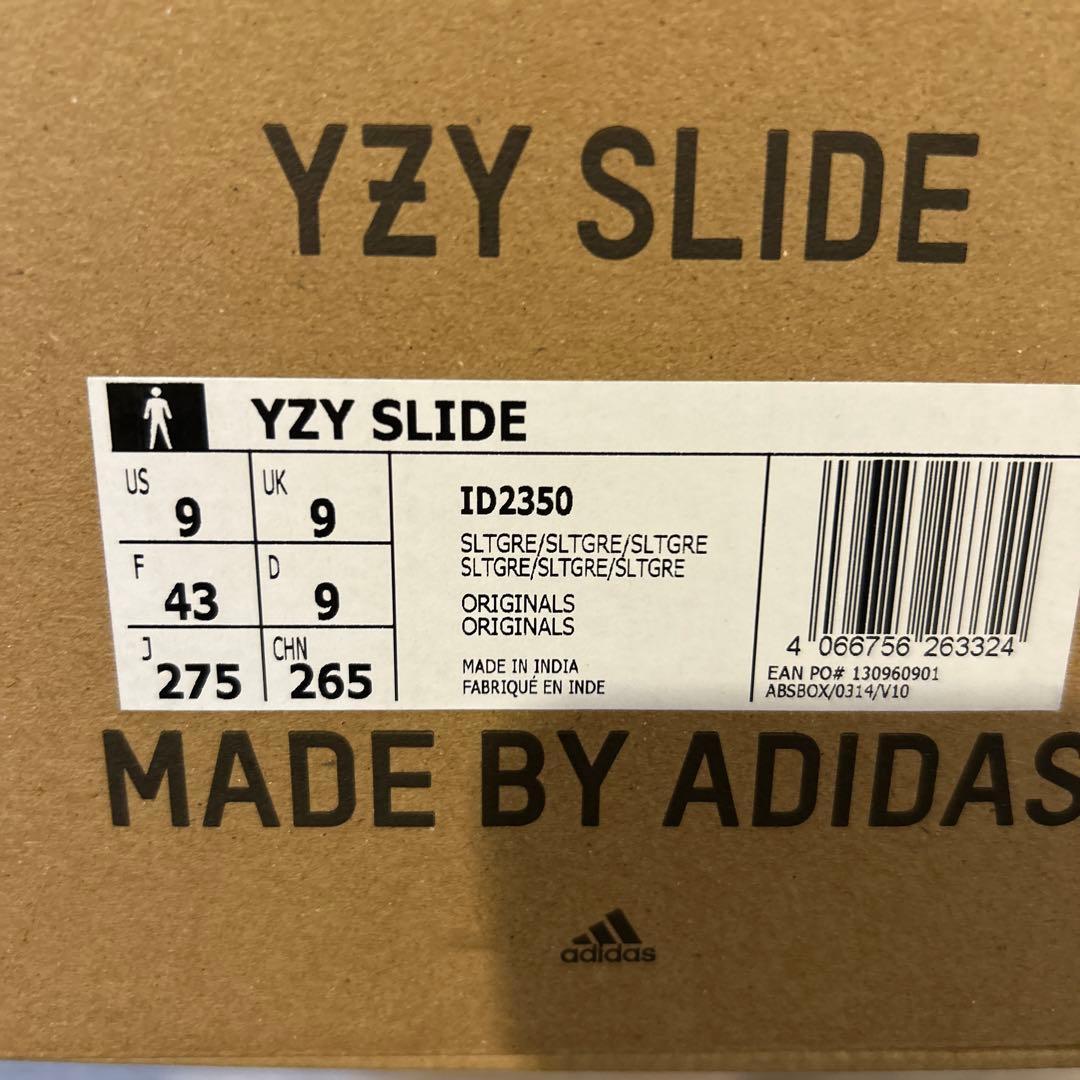 YZY SLIDE
YZY SLIDE
US 9 UK 9
F 43 D 9
J 275 CHN 265
ID2350
SLTGRE/SLTGRE/SLTGRE
SLTGRE/SLTGRE/SLTGRE
ORIGINALS
ORIGINALS
MADE IN INDIA
FABRIQUÉ EN INDE
4 066756 263324
EAN PO# 130960901
ABSBOX/0314/V10
MADE BY ADIDAS
adidas